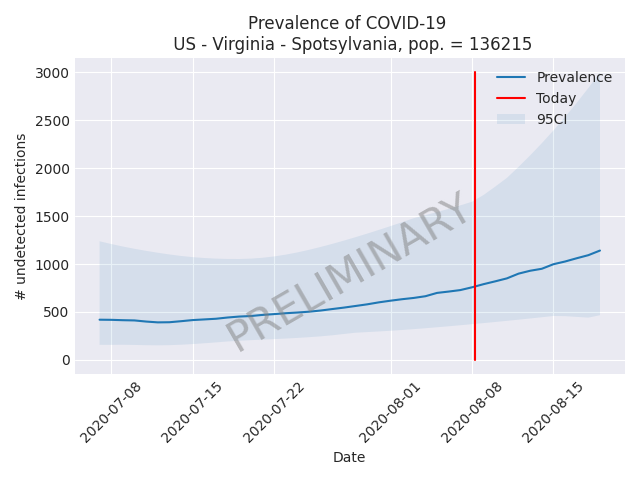 Prevalence of COVID-19
US - Virginia - Spotsylvania, pop. = 136215
3000
2500
2000
1500
1000
500
0
# undetected infections
Prevalence
Today
95CI
PRELIMINARY
2020-07-08
2020-07-15
2020-07-22
2020-08-01
2020-08-08
2020-08-15
Date